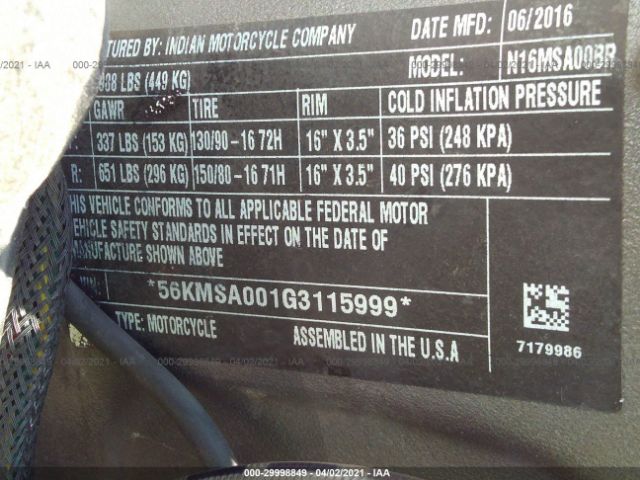 TURED BY: INDIAN MOTORCYCLE COMPANY DATE MFD: 06/2016
MODEL: N16MSA00BR
LBS (449 KG)
GAWR TIRE RIM COLD INFLATION PRESSURE
337 LBS (153 KG) 130/90-16 72H 16" X 3.5" 36 PSI (248 KPA)
R: 651 LBS (296 KG) 150/80-16 71H 16" X 3.5" 40 PSI (276 KPA)
THIS VEHICLE CONFORMS TO ALL APPLICABLE FEDERAL MOTOR
VEHICLE SAFETY STANDARDS IN EFFECT ON THE DATE OF
MANUFACTURE SHOWN ABOVE
VIN:
*56KMSA001G3115999*
TYPE: MOTORCYCLE ASSEMBLED IN THE U.S.A
7179986
000-29998849 | 04/02/2021 | IAAI